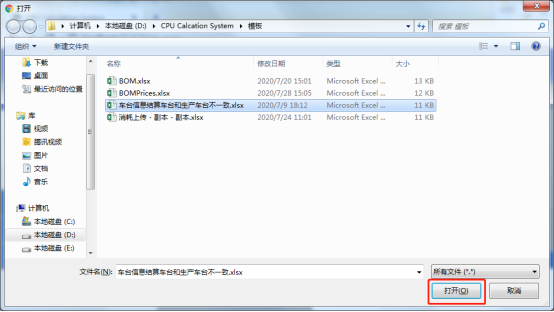 打开
计算机 ▸ 本地磁盘 (D:) ▸ CPU Calcation System ▸ 模板
搜索 模板
组织
新建文件夹
名称
修改日期
类型
大小
下载
桌面
最近访问的位置
库
视频
腾讯视频
图片
文档
音乐
计算机
本地磁盘 (C:)
本地磁盘 (D:)
本地磁盘 (E:)
BOM.xlsx 2020/7/20 15:01 Microsoft Excel ... 13 KB
BOMPrices.xlsx 2020/7/28 15:05 Microsoft Excel ... 12 KB
车台信息结算车台和生产车台不一致.xlsx 2020/7/9 18:12 Microsoft Excel ... 11 KB
消耗上传 - 副本 - 副本.xlsx 2020/7/24 11:01 Microsoft Excel ... 11 KB
文件名(N): 车台信息结算车台和生产车台不一致.xlsx
所有文件 (*.*)
打开(O)
取消